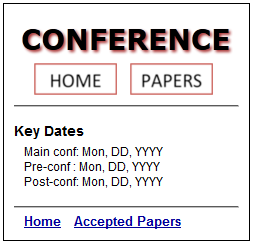 CONFERENCE
HOME PAPERS
Key Dates
Main conf: Mon, DD, YYYY
Pre-conf : Mon, DD, YYYY
Post-conf: Mon, DD, YYYY
Home Accepted Papers